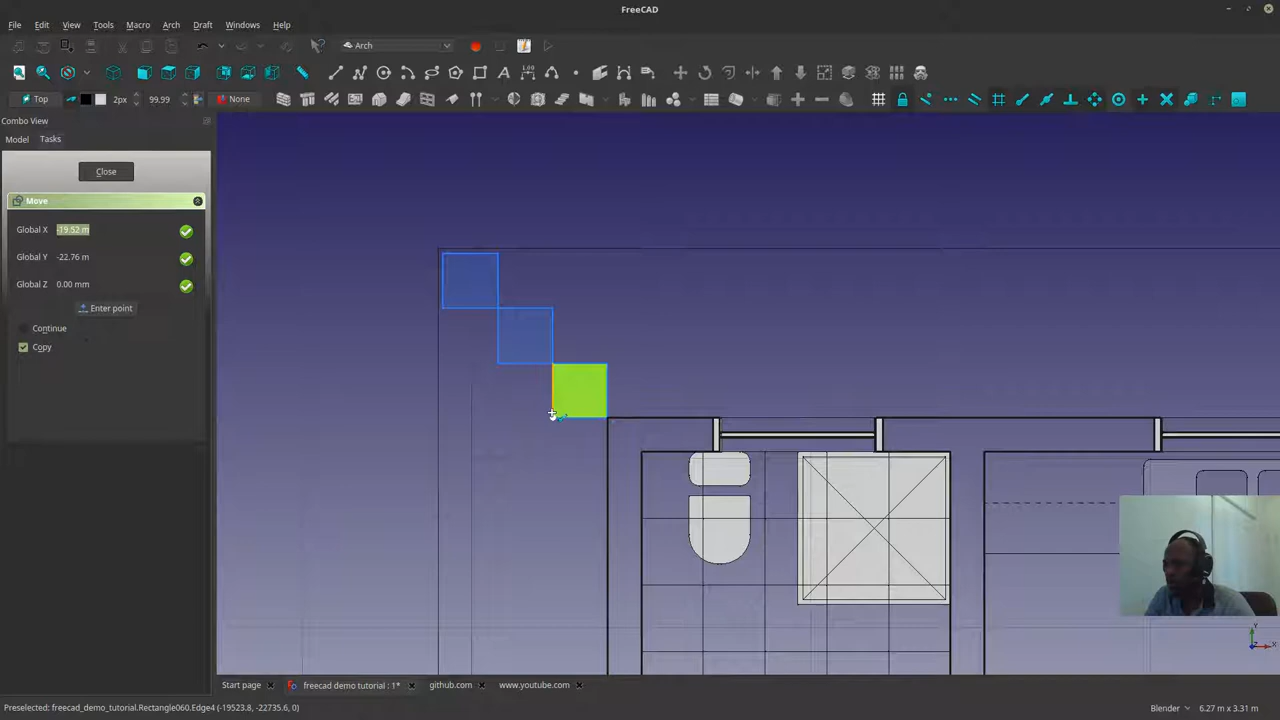 FreeCAD
File Edit View Tools Macro Arch Draft Windows Help
Arch
Top 2px 99.99 None
Combo View
Model Tasks
Close
Move
Global X -19.52 m
Global Y -22.76 m
Global Z 0.00 mm
Enter point
Continue
Copy
Start page freecad demo tutorial : 1* github.com www.youtube.com
Preselected: freecad_demo_tutorial.Rectangle060.Edge4 (-19523.8, -22735.6, 0) Blender 6.27 m x 3.31 m